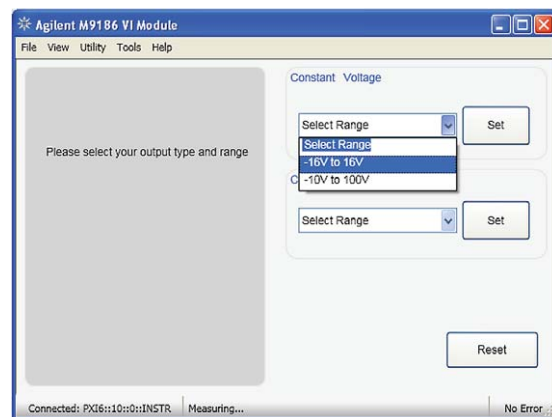 Agilent M9186 VI Module
File View Utility Tools Help
Please select your output type and range
Constant Voltage
Select Range
Set
Select Range
-16V to 16V
-10V to 100V
C
Select Range
Set
Reset
Connected: PXI6::10::0::INSTR
Measuring...
No Error